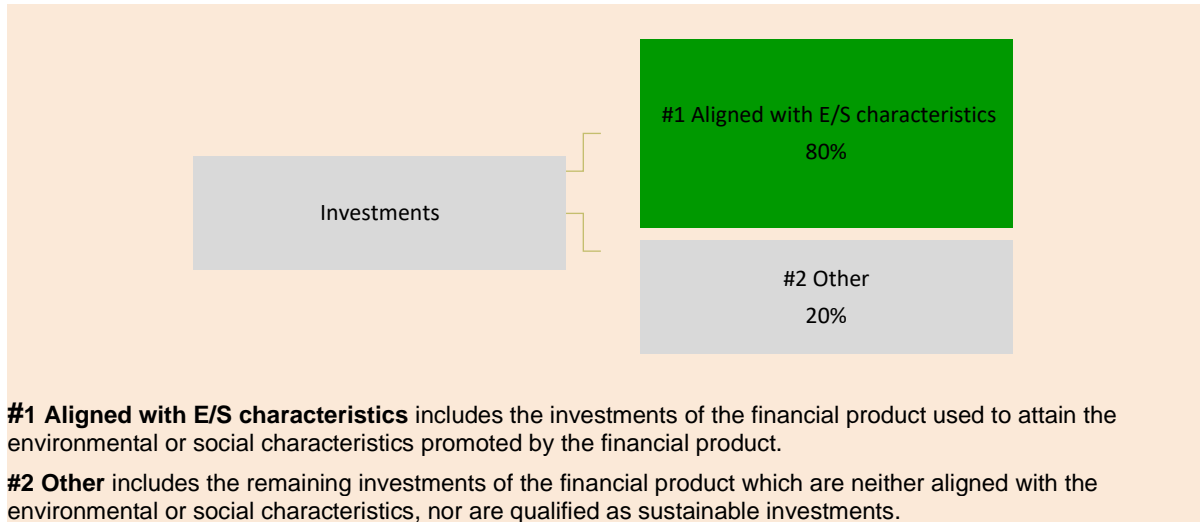 #1 Aligned with E/S characteristics
80%
Investments
#2 Other
20%
#1 Aligned with E/S characteristics includes the investments of the financial product used to attain the
environmental or social characteristics promoted by the financial product.
#2 Other includes the remaining investments of the financial product which are neither aligned with the
environmental or social characteristics, nor are qualified as sustainable investments.